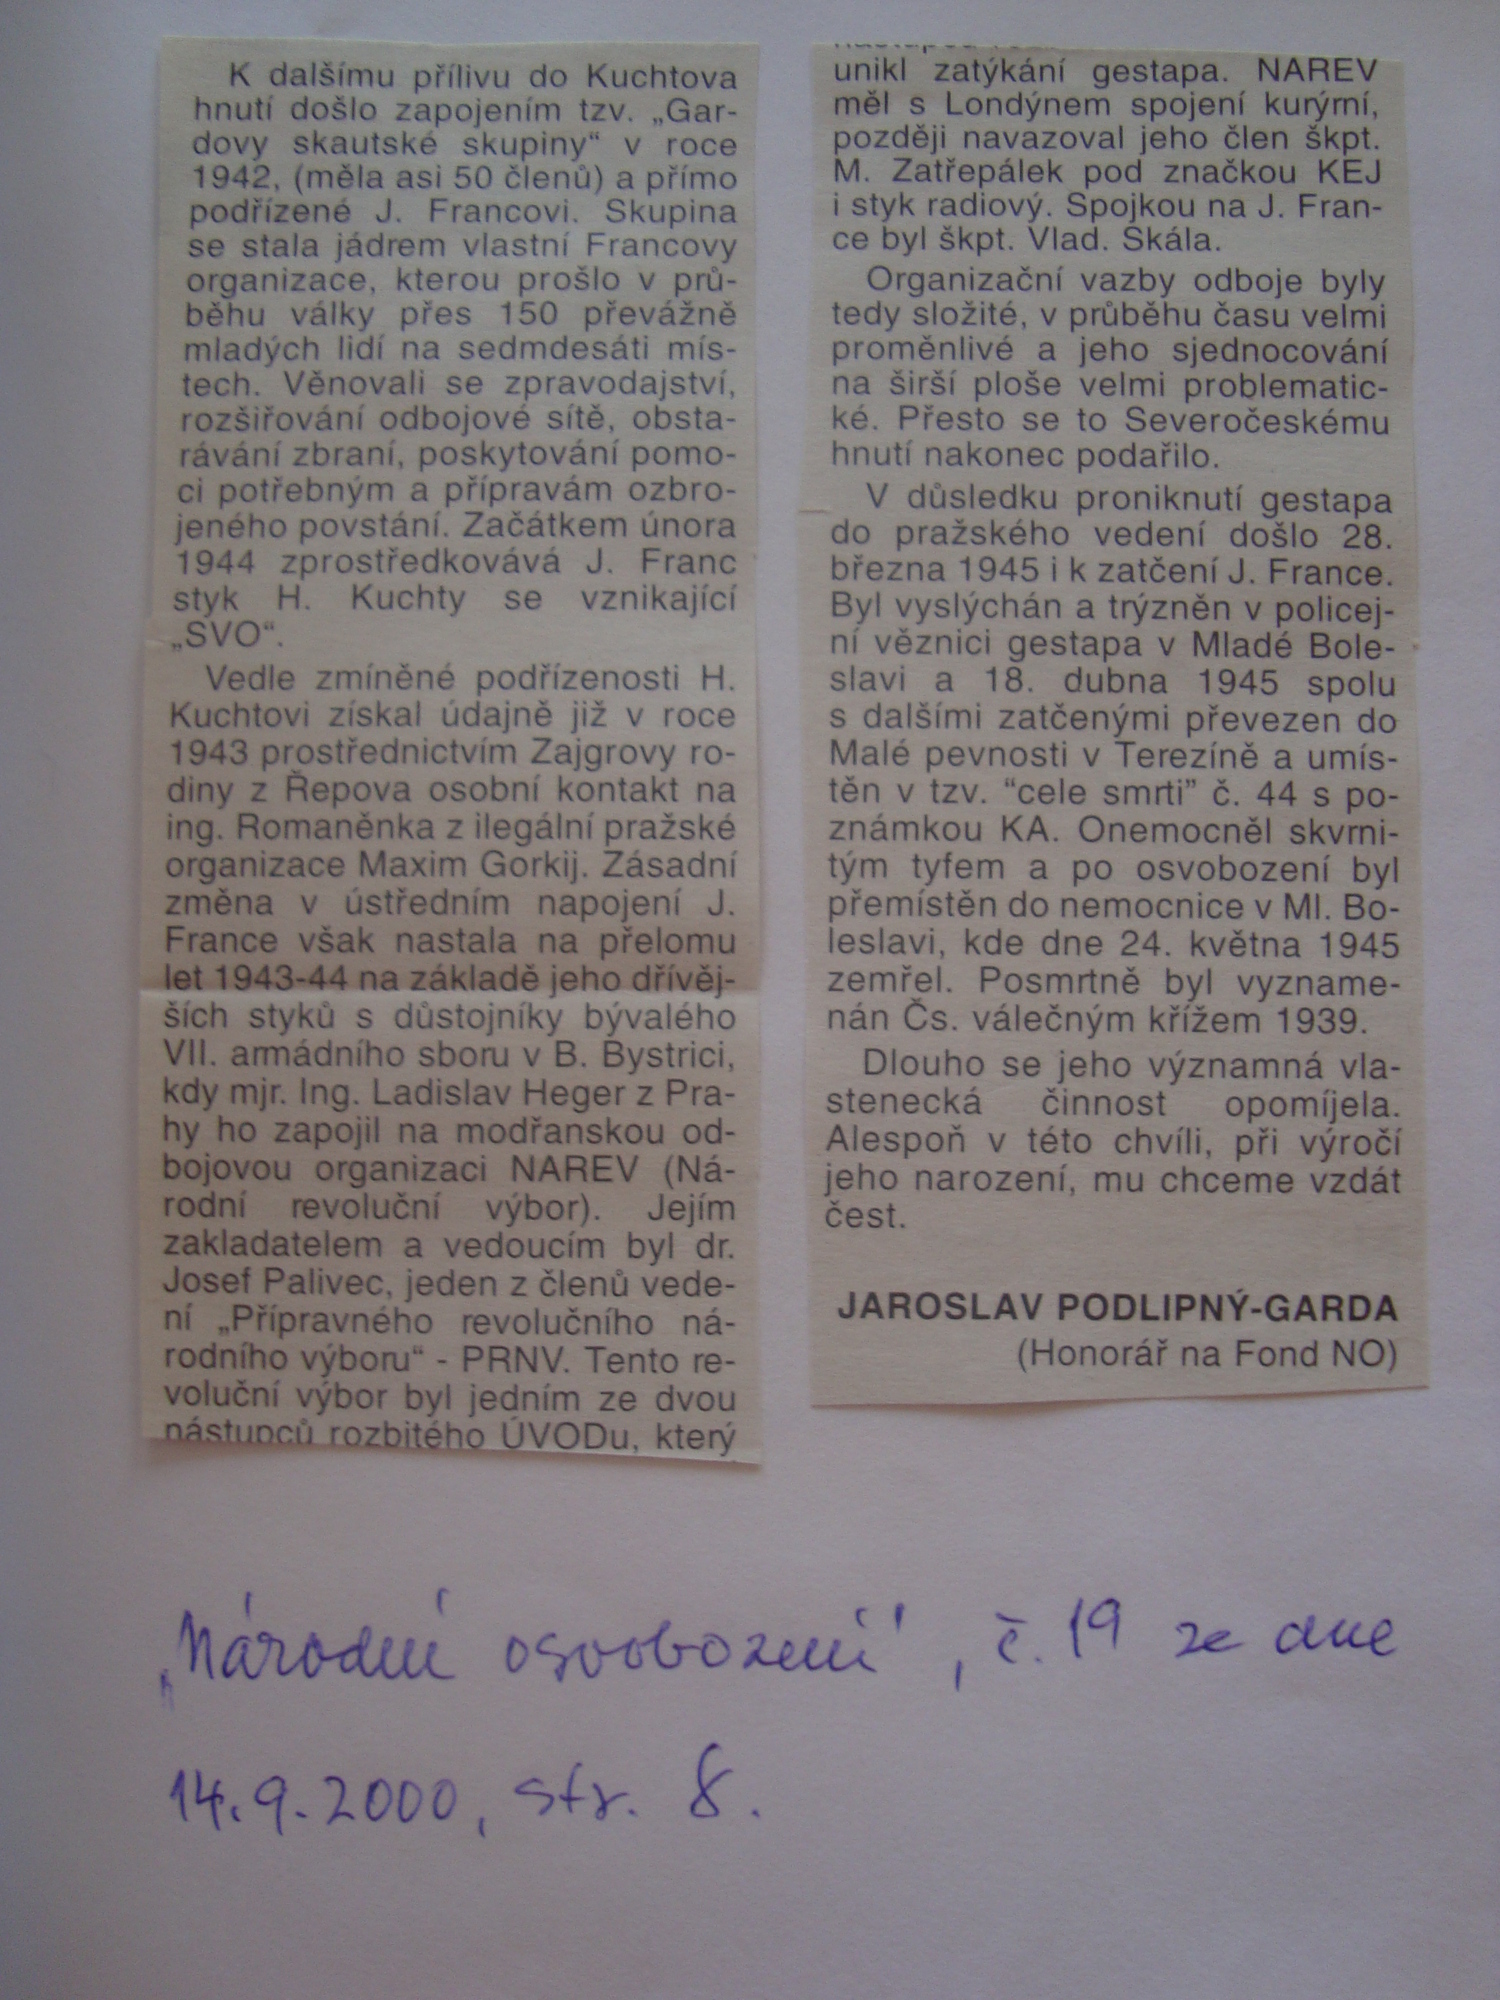 K dalšímu přílivu do Kuchtova
hnutí došlo zapojením tzv. „Gar-
dovy skautské skupiny“ v roce
1942, (měla asi 50 členů) a přímo
podřízené J. Francovi. Skupina
se stala jádrem vlastní Francovy
organizace, kterou prošlo v prů-
běhu války přes 150 převážně
mladých lidí na sedmdesáti mís-
tech. Věnovali se zpravodajství,
rozšiřování odbojové sítě, obsta-
rávání zbraní, poskytování pomo-
ci potřebným a přípravám ozbro-
jeného povstání. Začátkem února
1944 zprostředkovává J. Franc
styk H. Kuchty se vznikající
„SVO“.
Vedle zmíněné podřízenosti H.
Kuchtovi získal údajně již v roce
1943 prostřednictvím Zajgrovy ro-
diny z Řepova osobní kontakt na
ing. Romaněnka z ilegální pražské
organizace Maxim Gorkij. Zásadní
změna v ústředním napojení J.
France však nastala na přelomu
let 1943-44 na základě jeho dřívěj-
ších styků s důstojníky bývalého
VII. armádního sboru v B. Bystrici,
kdy mjr. Ing. Ladislav Heger z Pra-
hy ho zapojil na modřanskou od-
bojovou organizaci NAREV (Ná-
rodní revoluční výbor). Jejím
zakladatelem a vedoucím byl dr.
Josef Palivec, jeden z členů vede-
ní „Přípravného revolučního ná-
rodního výboru“ - PRNV. Tento re-
voluční výbor byl jedním ze dvou
nástupců rozbitého ÚVODu, který
unikl zatýkání gestapa. NAREV
měl s Londýnem spojení kurýrní,
později navazoval jeho člen škpt.
M. Zatřepálek pod značkou KEJ
i styk radiový. Spojkou na J. Fran-
ce byl škpt. Vlad. Skála.
Organizační vazby odboje byly
tedy složité, v průběhu času velmi
proměnlivé a jeho sjednocování
na širší ploše velmi problematic-
ké. Přesto se to Severočeskému
hnutí nakonec podařilo.
V důsledku proniknutí gestapa
do pražského vedení došlo 28.
března 1945 i k zatčení J. France.
Byl vyslýchán a trýzněn v policej-
ní věznici gestapa v Mladé Bole-
slavi a 18. dubna 1945 spolu
s dalšími zatčenými převezen do
Malé pevnosti v Terezíně a umís-
těn v tzv. “cele smrti” č. 44 s po-
známkou KA. Onemocněl skvrni-
tým tyfem a po osvobození byl
přemístěn do nemocnice v Ml. Bo-
leslavi, kde dne 24. května 1945
zemřel. Posmrtně byl vyzname-
nán Čs. válečným křížem 1939.
Dlouho se jeho významná vla-
stenecká činnost opomíjela.
Alespoň v této chvíli, při výročí
jeho narození, mu chceme vzdát
čest.
JAROSLAV PODLIPNÝ-GARDA
(Honorář na Fond NO)
„Národní osvobození“, č. 19 ze dne
14.9.2000, str. 8.